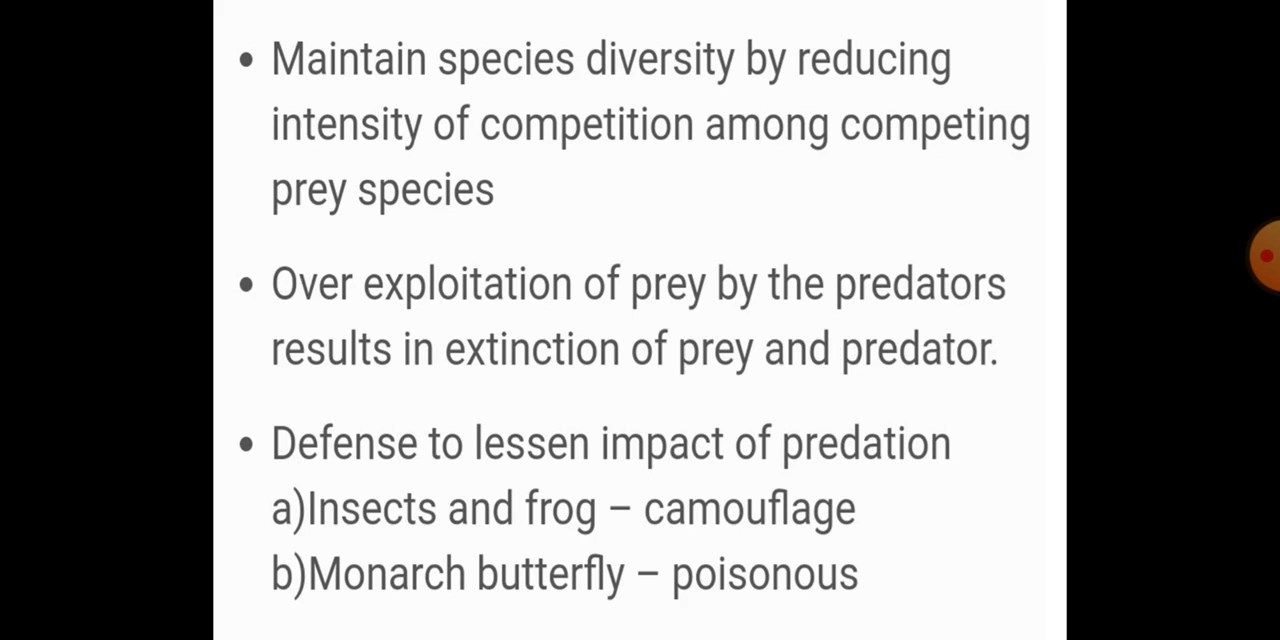 • Maintain species diversity by reducing
intensity of competition among competing
prey species
• Over exploitation of prey by the predators
results in extinction of prey and predator.
• Defense to lessen impact of predation
a)Insects and frog – camouflage
b)Monarch butterfly – poisonous